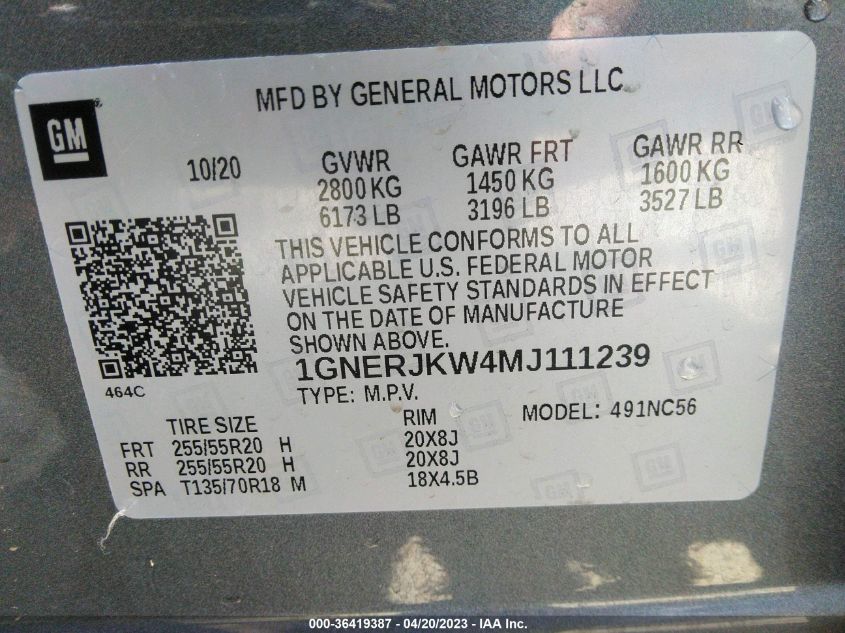 MFD BY GENERAL MOTORS LLC
GM
10/20
GVWR
2800 KG
6173 LB
GAWR FRT
1450 KG
3196 LB
GAWR RR
1600 KG
3527 LB
THIS VEHICLE CONFORMS TO ALL
APPLICABLE U.S. FEDERAL MOTOR
VEHICLE SAFETY STANDARDS IN EFFECT
ON THE DATE OF MANUFACTURE
SHOWN ABOVE.
1GNERJKW4MJ111239
464C
TYPE: M.P.V.
MODEL: 491NC56
TIRE SIZE RIM
FRT 255/55R20 H 20X8J
RR 255/55R20 H 20X8J
SPA T135/70R18 M 18X4.5B
000-36419387 - 04/20/2023 - IAA Inc.